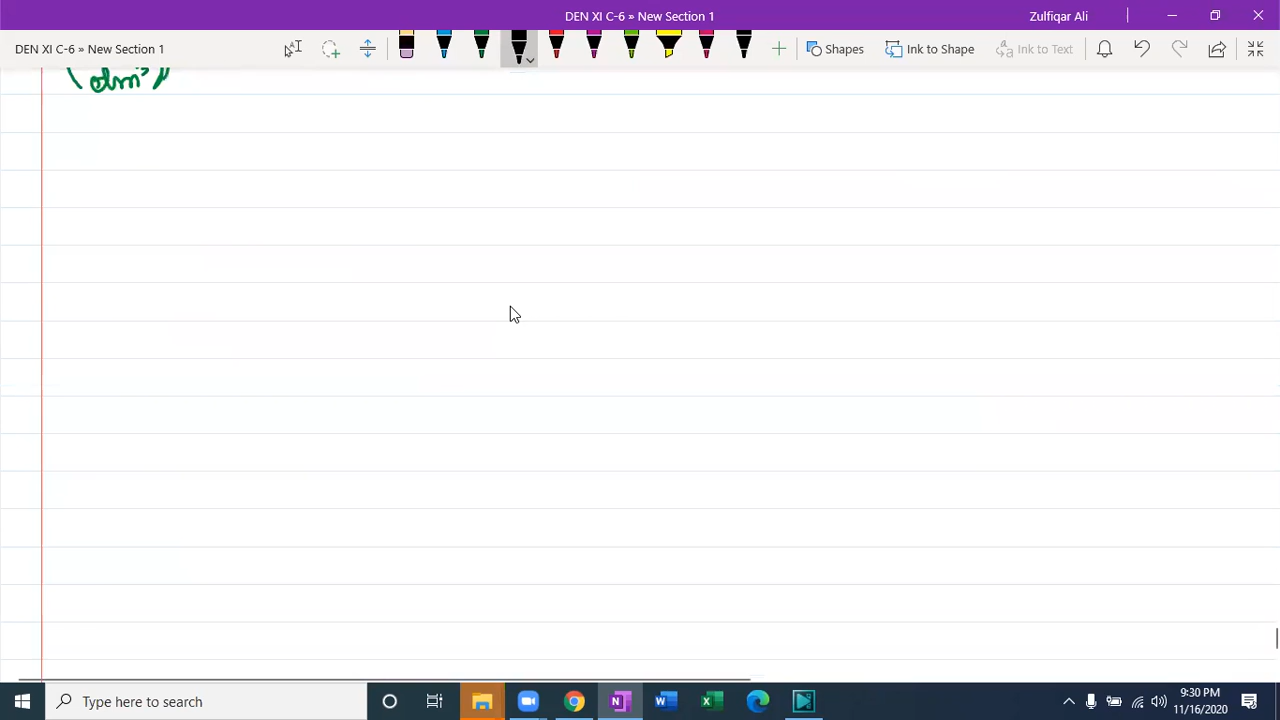 DEN XI C-6 » New Section 1
Zulfiqar Ali
DEN XI C-6 » New Section 1
Shapes
Ink to Shape
Ink to Text
(dm³)
Type here to search
9:30 PM
11/16/2020